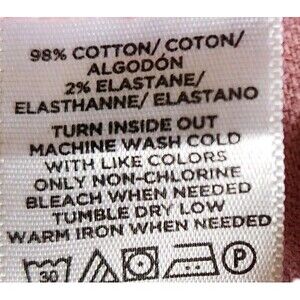 98% COTTON/ COTON/
ALGODÓN
2% ELASTANE/
ELASTHANNE/ ELASTANO
TURN INSIDE OUT
MACHINE WASH COLD
WITH LIKE COLORS
ONLY NON-CHLORINE
BLEACH WHEN NEEDED
TUMBLE DRY LOW
WARM IRON WHEN NEEDED
30 P